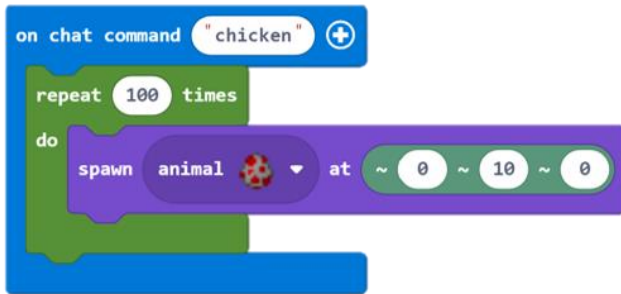 on chat command "chicken"
repeat 100 times
do
spawn animal at ~ 0 ~ 10 ~ 0